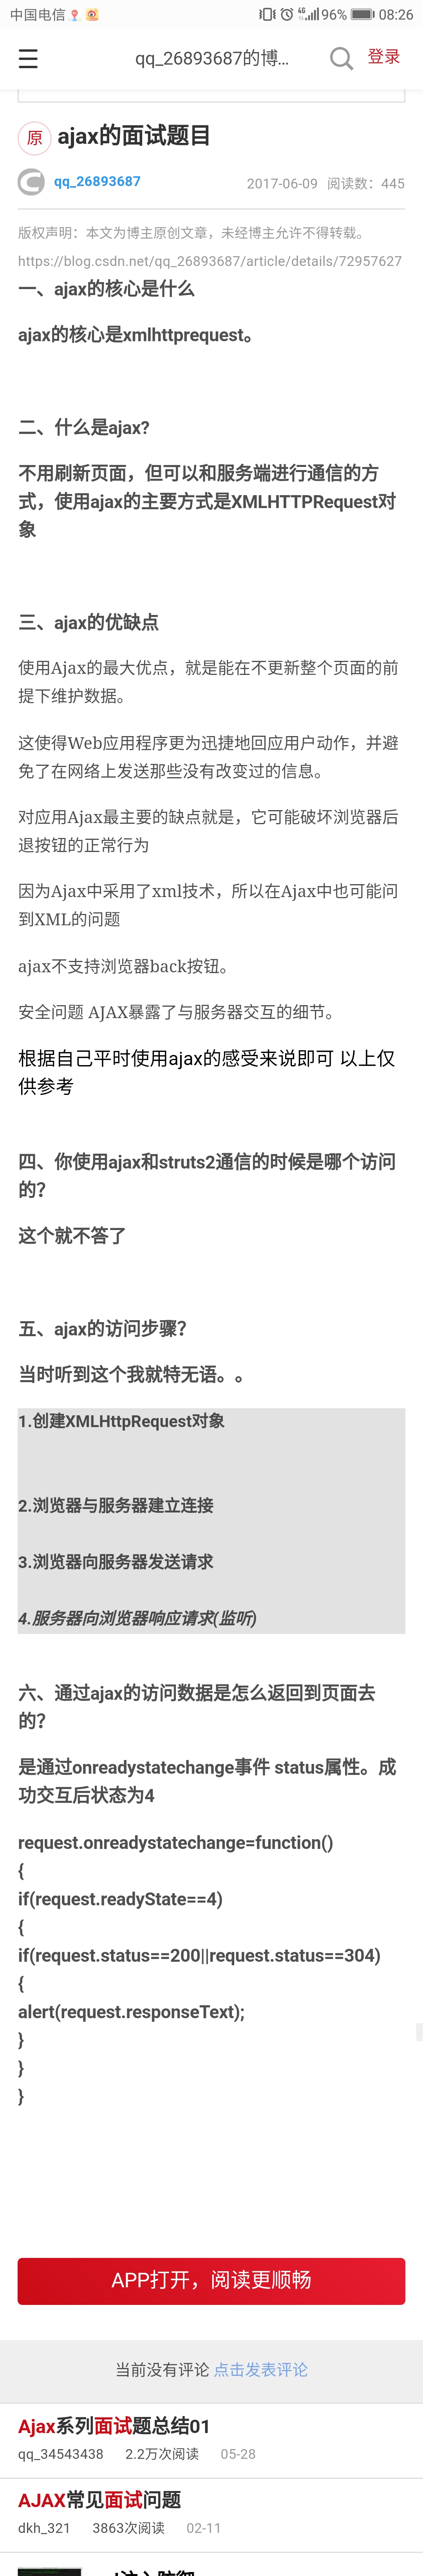 中国电信
96% 08:26
qq_26893687的博...
登录
原 ajax的面试题目
qq_26893687
2017-06-09 阅读数：445
版权声明：本文为博主原创文章，未经博主允许不得转载。
https://blog.csdn.net/qq_26893687/article/details/72957627
一、ajax的核心是什么
ajax的核心是xmlhttprequest。
二、什么是ajax?
不用刷新页面，但可以和服务端进行通信的方
式，使用ajax的主要方式是XMLHTTPRequest对
象
三、ajax的优缺点
使用Ajax的最大优点，就是能在不更新整个页面的前
提下维护数据。
这使得Web应用程序更为迅捷地回应用户动作，并避
免了在网络上发送那些没有改变过的信息。
对应用Ajax最主要的缺点就是，它可能破坏浏览器后
退按钮的正常行为
因为Ajax中采用了xml技术，所以在Ajax中也可能问
到XML的问题
ajax不支持浏览器back按钮。
安全问题 AJAX暴露了与服务器交互的细节。
根据自己平时使用ajax的感受来说即可 以上仅
供参考
四、你使用ajax和struts2通信的时候是哪个访问
的？
这个就不答了
五、ajax的访问步骤？
当时听到这个我就特无语。。
1.创建XMLHttpRequest对象
2.浏览器与服务器建立连接
3.浏览器向服务器发送请求
4.服务器向浏览器响应请求(监听)
六、通过ajax的访问数据是怎么返回到页面去
的？
是通过onreadystatechange事件 status属性。成
功交互后状态为4
request.onreadystatechange=function()
{
if(request.readyState==4)
{
if(request.status==200||request.status==304)
{
alert(request.responseText);
}
}
}
APP打开，阅读更顺畅
当前没有评论 点击发表评论
Ajax系列面试题总结01
qq_34543438 2.2万次阅读 05-28
AJAX常见面试问题
dkh_321 3863次阅读 02-11